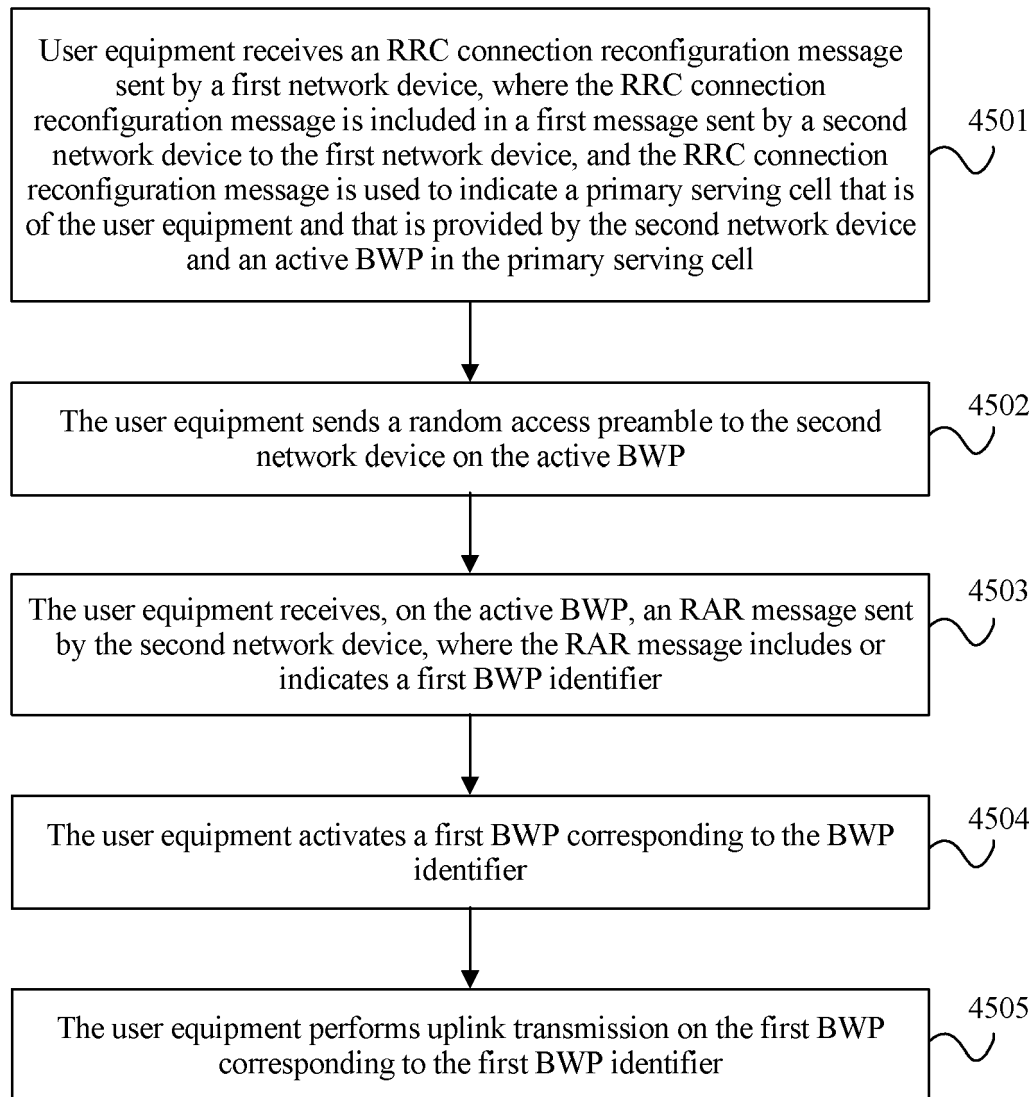 User equipment receives an RRC connection reconfiguration message
sent by a first network device, where the RRC connection
reconfiguration message is included in a first message sent by a second
network device to the first network device, and the RRC connection
reconfiguration message is used to indicate a primary serving cell that is
of the user equipment and that is provided by the second network device
and an active BWP in the primary serving cell
4501
The user equipment sends a random access preamble to the second
network device on the active BWP
4502
The user equipment receives, on the active BWP, an RAR message sent
by the second network device, where the RAR message includes or
indicates a first BWP identifier
4503
The user equipment activates a first BWP corresponding to the BWP
identifier
4504
The user equipment performs uplink transmission on the first BWP
corresponding to the first BWP identifier
4505